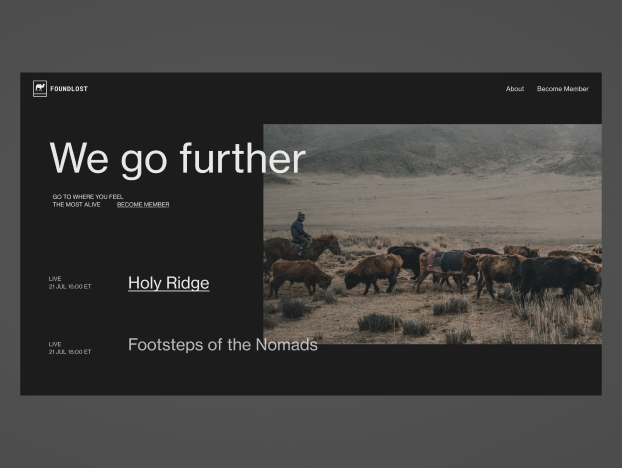 FOUNDLOST
About
Become Member
We go further
GO TO WHERE YOU FEEL
THE MOST ALIVE
BECOME MEMBER
LIVE
21 JUL 16:00 ET
Holy Ridge
LIVE
21 JUL 16:00 ET
Footsteps of the Nomads